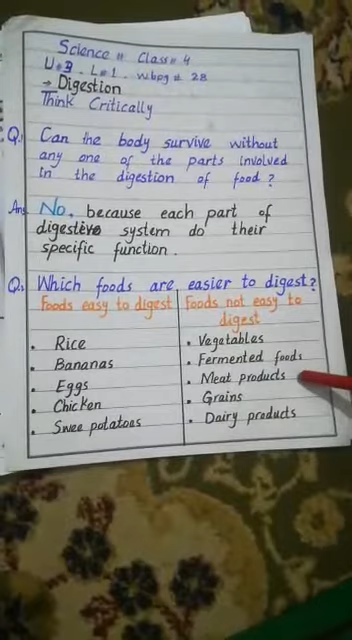 Science # Class # 4
U # 3 . L # 1 . w.bpg # 28
→ Digestion
Think Critically
Q: Can the body survive without
any one of the parts involved
in the digestion of food ?
Ans No, because each part of
digestive system do their
specific function .
Q: Which foods are easier to digest?
Foods easy to digest
Foods not easy to
digest
. Rice
. Bananas
. Eggs
. Chicken
. Swee potatoes
. Vegetables
. Fermented foods
. Meat products
. Grains
. Dairy products